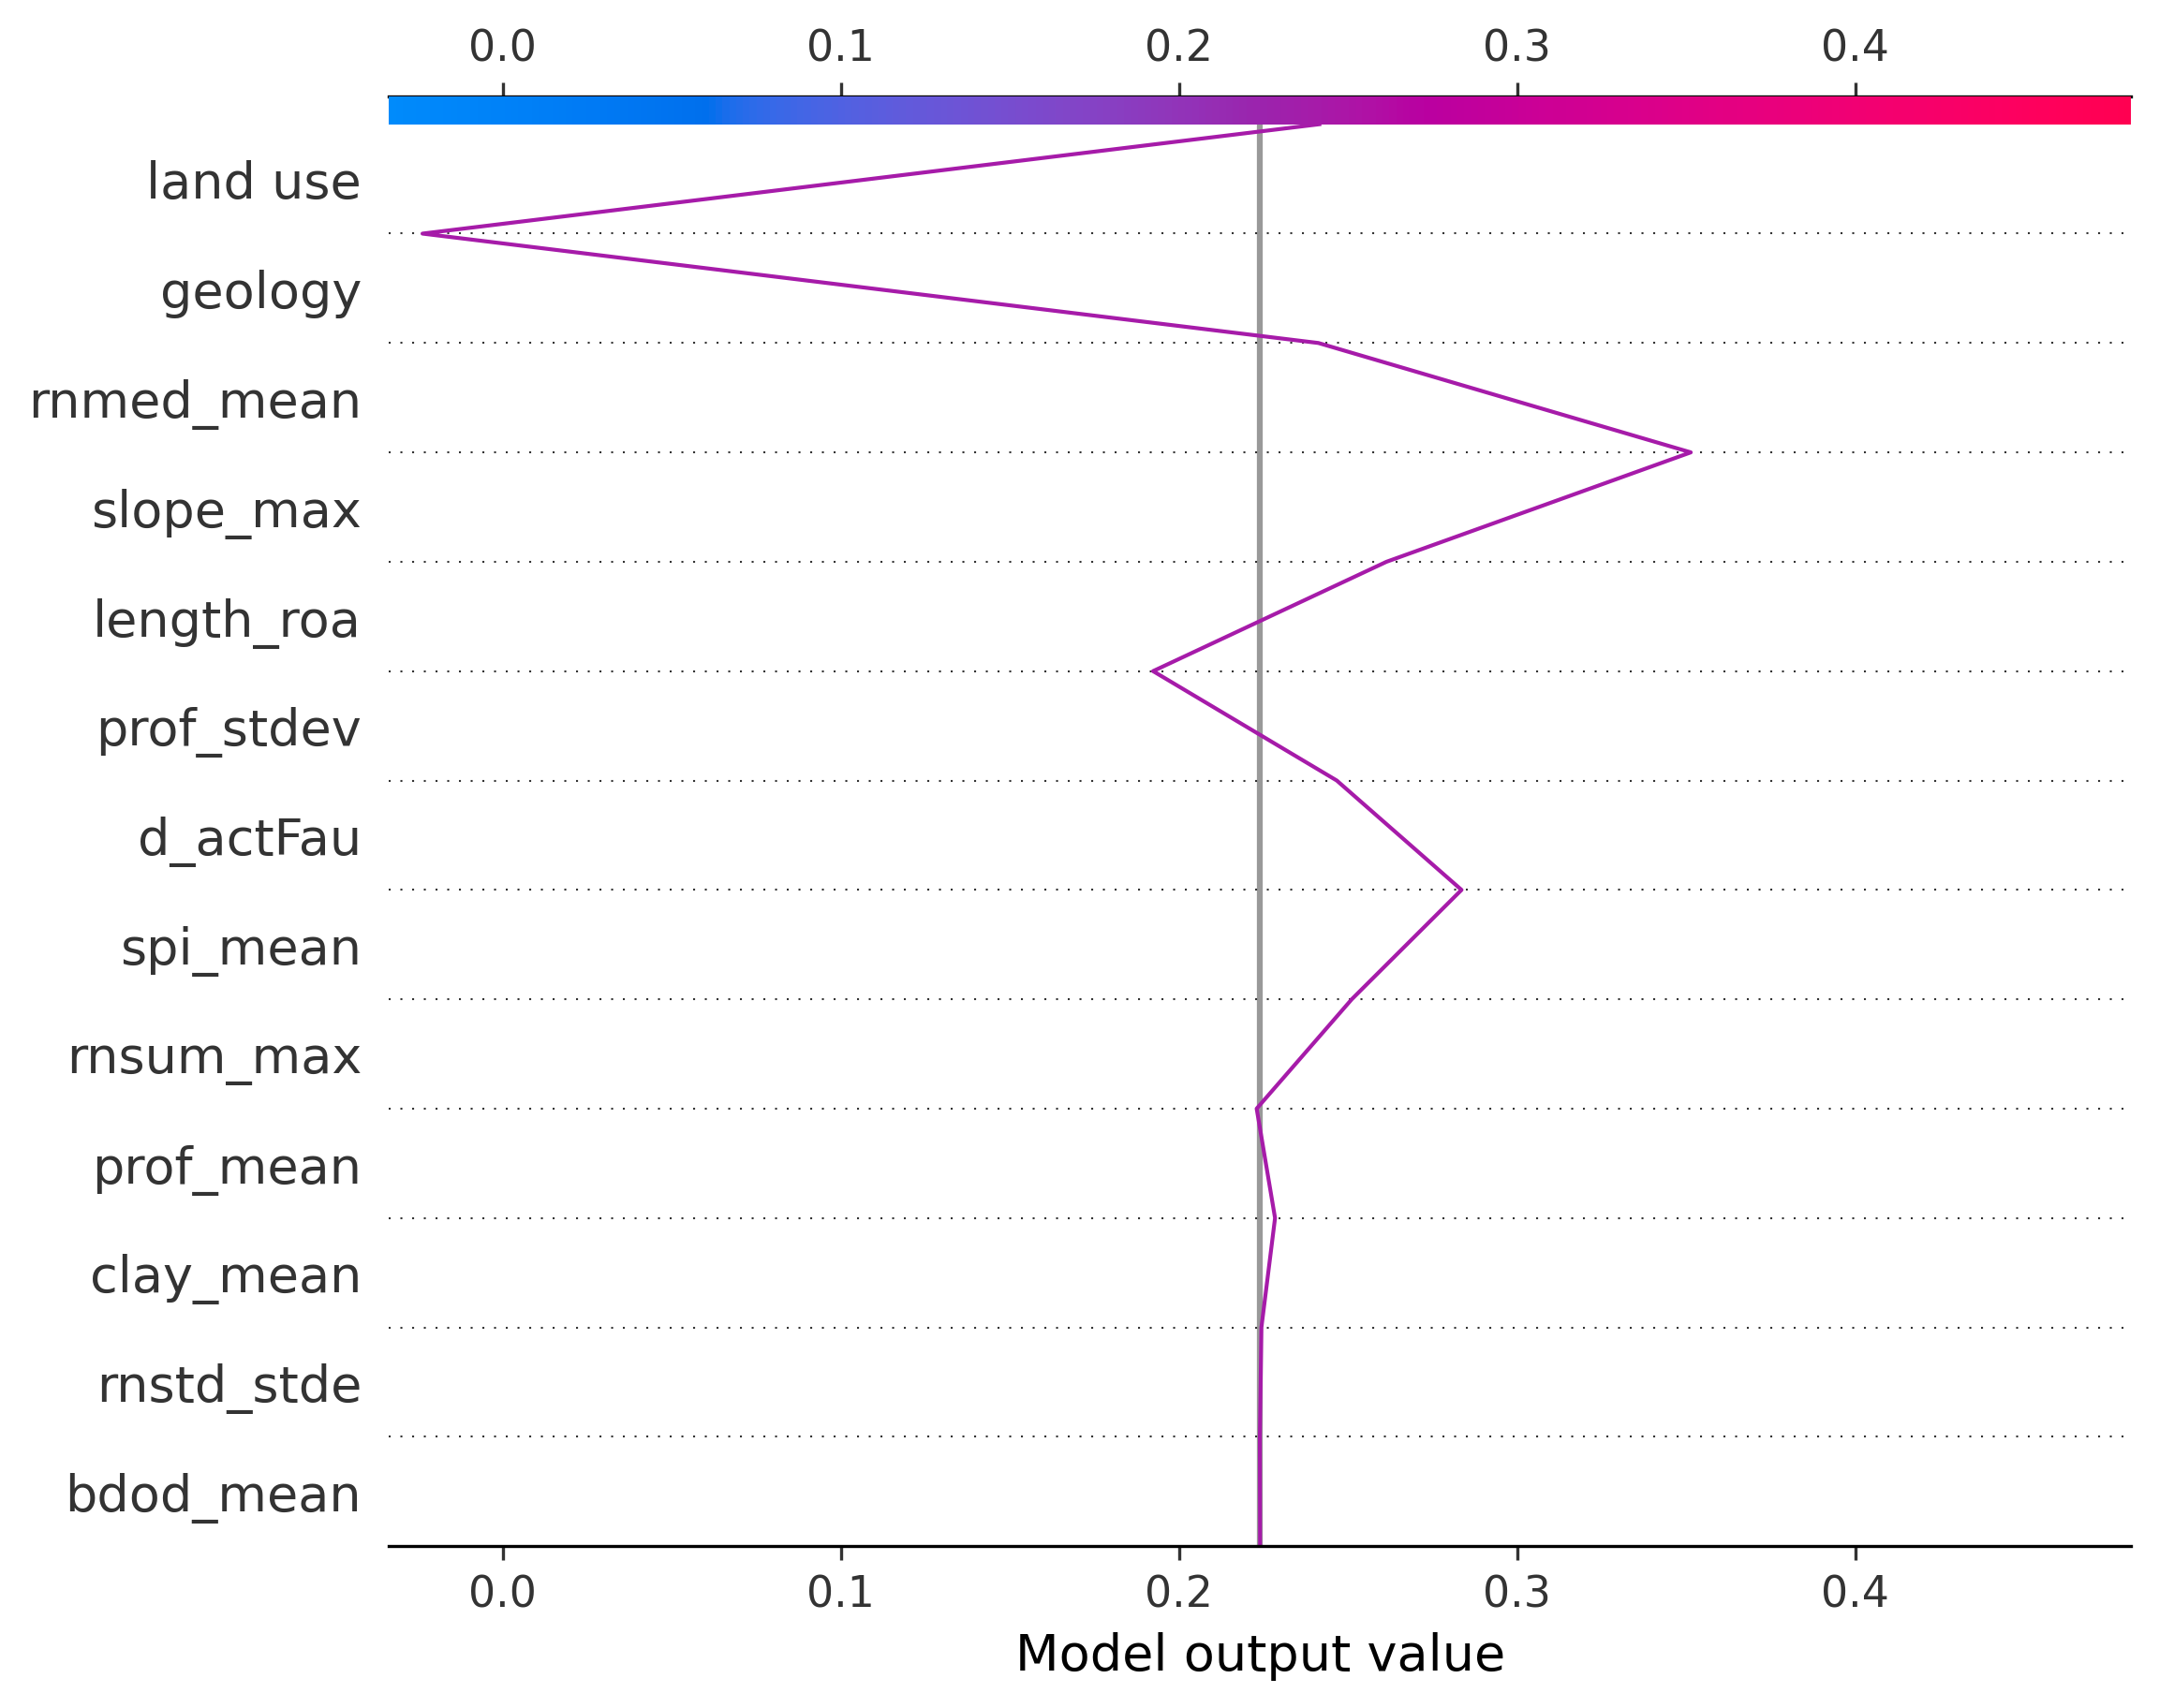 0.0 0.1 0.2 0.3 0.4
land use
geology
rnmed_mean
slope_max
length_roa
prof_stdev
d_actFau
spi_mean
rnsum_max
prof_mean
clay_mean
rnstd_stde
bdod_mean
0.0 0.1 0.2 0.3 0.4
Model output value